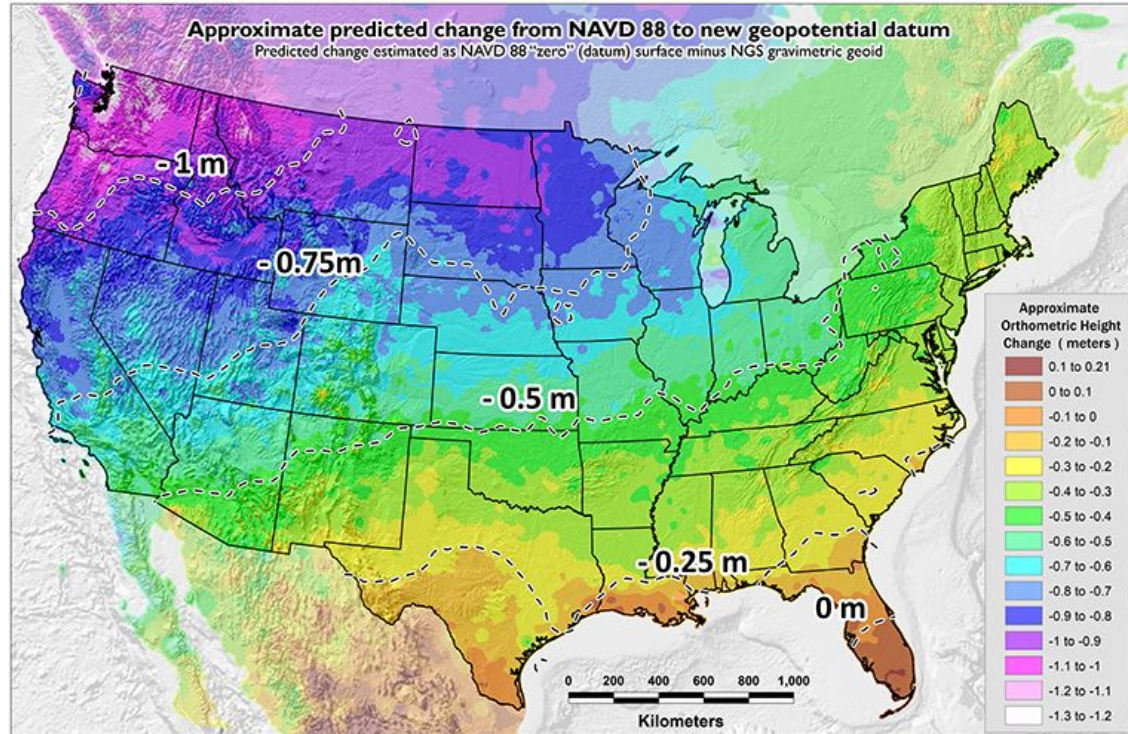 Approximate predicted change from NAVD 88 to new geopotential datum
Predicted change estimated as NAVD 88 “zero” (datum) surface minus NGS gravimetric geoid
- 1 m
- 0.75m
- 0.5 m
- 0.25 m
0 m
0 200 400 600 800 1,000
Kilometers
Approximate
Orthometric Height
Change ( meters )
0.1 to 0.21
0 to 0.1
-0.1 to 0
-0.2 to -0.1
-0.3 to -0.2
-0.4 to -0.3
-0.5 to -0.4
-0.6 to -0.5
-0.7 to -0.6
-0.8 to -0.7
-0.9 to -0.8
-1 to -0.9
-1.1 to -1
-1.2 to -1.1
-1.3 to -1.2